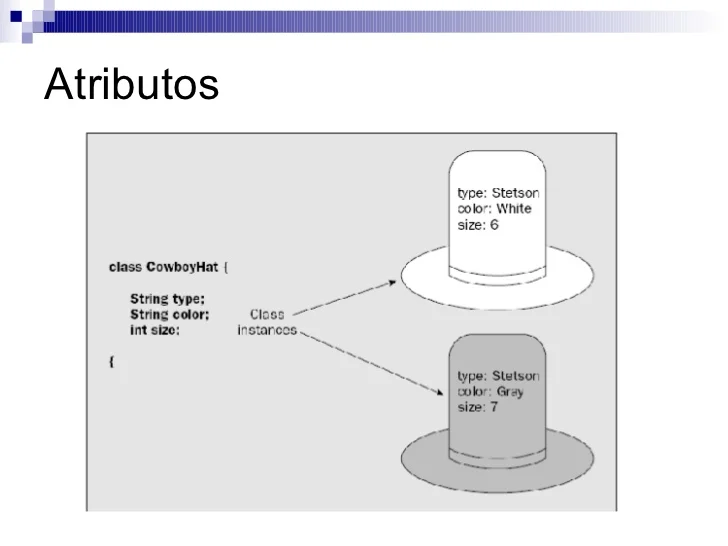 Atributos
class CowboyHat {
String type;
String color;
int size;
{
Class
instances
type: Stetson
color: White
size: 6
type: Stetson
color: Gray
size: 7